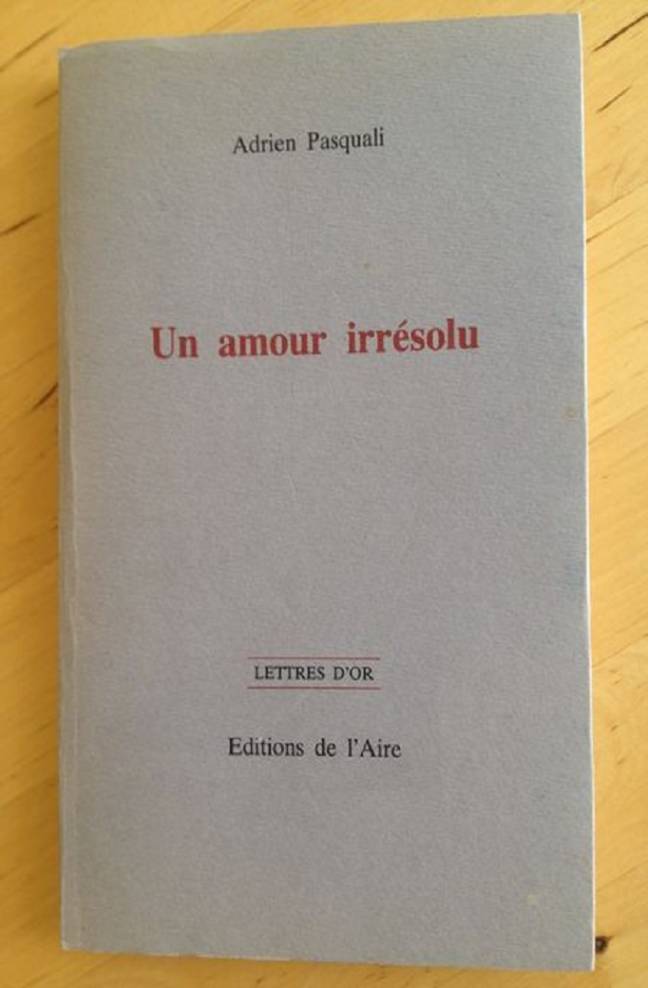 Adrien Pasquali
Un amour irrésolu
LETTRES D'OR
Editions de l'Aire